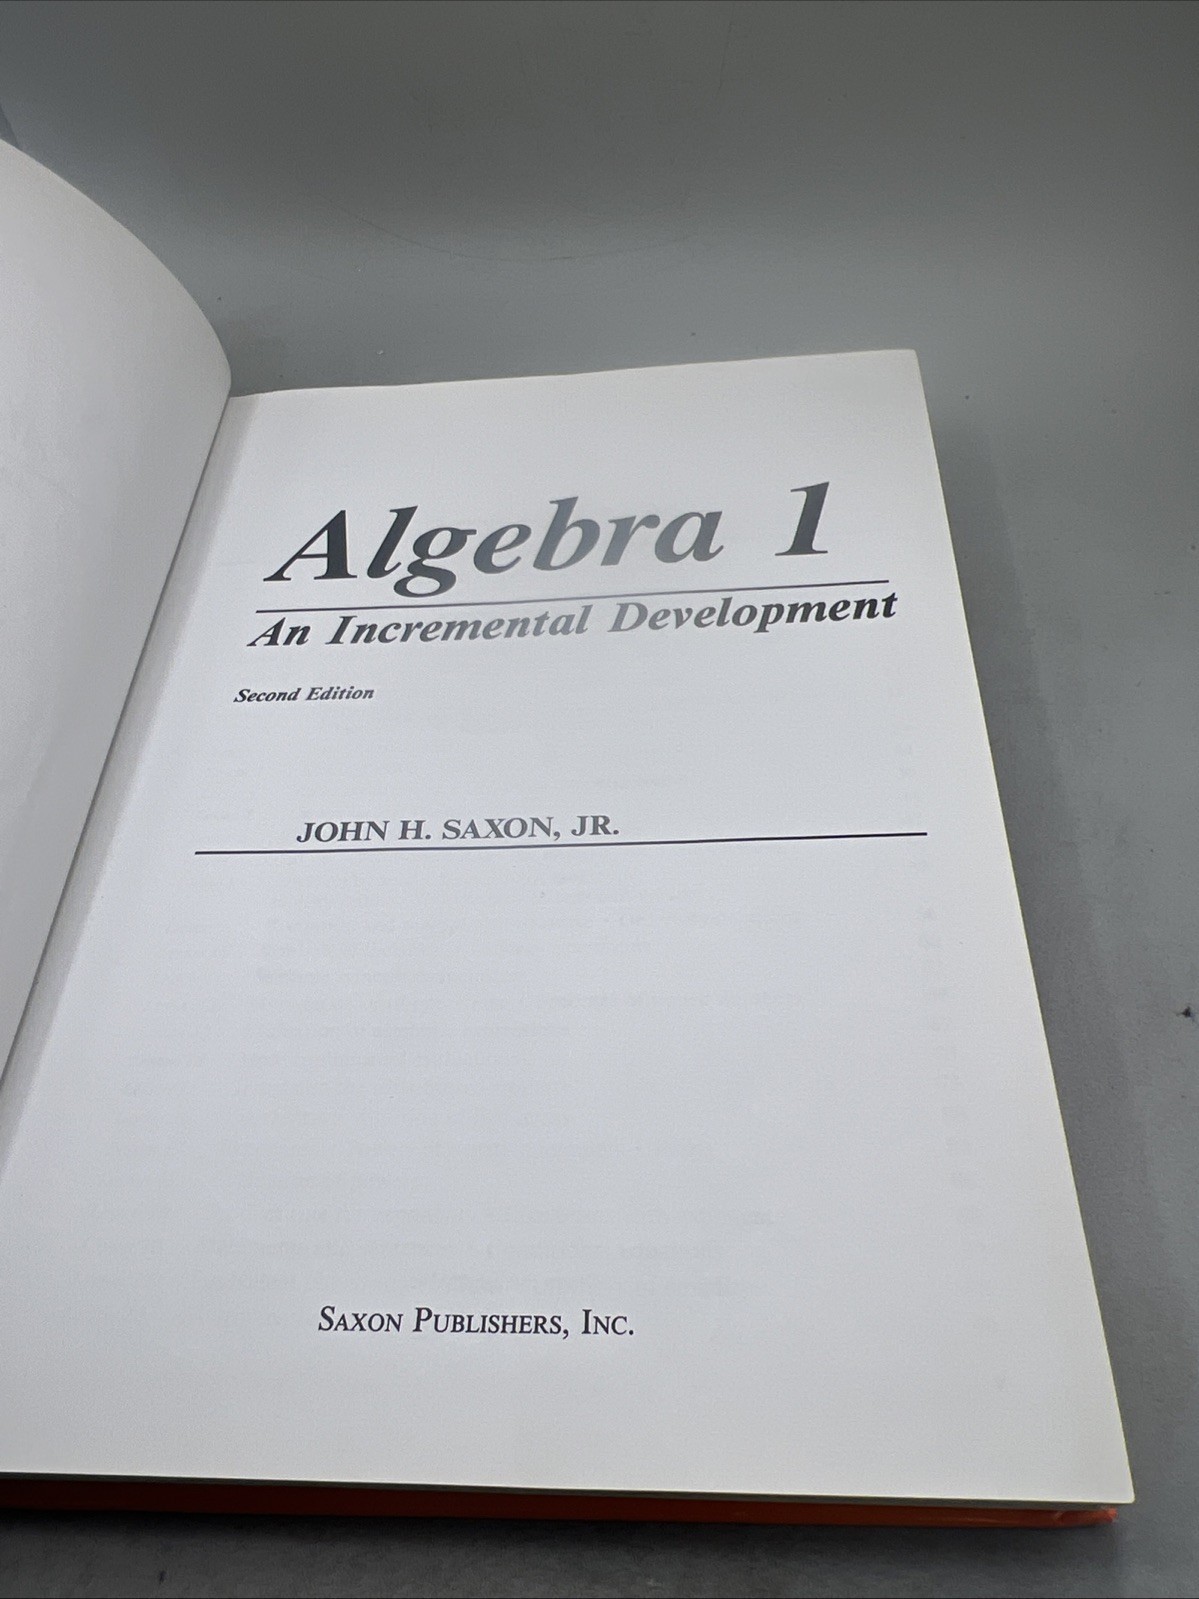 Algebra 1
An Incremental Development
Second Edition
JOHN H. SAXON, JR.
SAXON PUBLISHERS, INC.